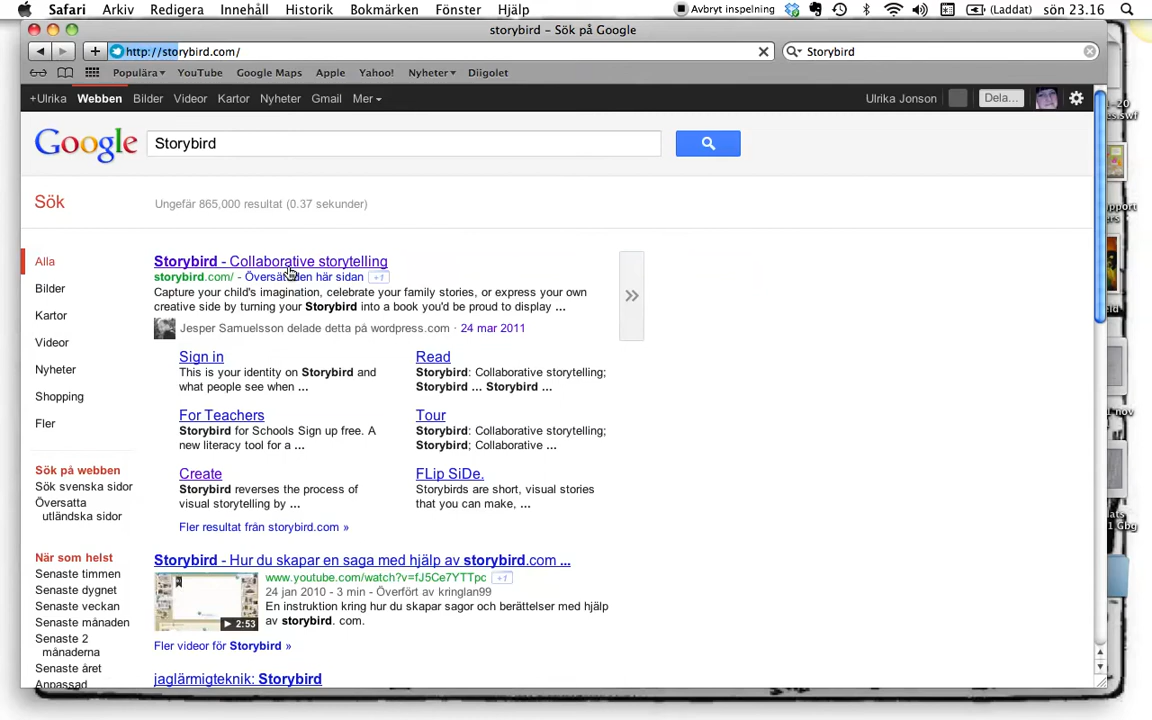 Safari Arkiv Redigera Innehåll Historik Bokmärken Fönster Hjälp Avbryt inspelning (Laddat) sön 23.16
storybird – Sök på Google
http://storybird.com/ Storybird
Populära YouTube Google Maps Apple Yahoo! Nyheter Diigolet
+Ulrika Webben Bilder Videor Kartor Nyheter Gmail Mer Ulrika Jonson Dela...
Google Storybird
Sök Ungefär 865,000 resultat (0.37 sekunder)
Alla
Bilder
Kartor
Videor
Nyheter
Shopping
Fler
Sök på webben
Sök svenska sidor
Översatta
utländska sidor
När som helst
Senaste timmen
Senaste dygnet
Senaste veckan
Senaste månaden
Senaste 2
månaderna
Senaste året
Anpassad
Storybird - Collaborative storytelling
storybird.com/ - Översätt den här sidan +1
Capture your child's imagination, celebrate your family stories, or express your own
creative side by turning your Storybird into a book you'd be proud to display ...
Jesper Samuelsson delade detta på wordpress.com · 24 mar 2011
Sign in
This is your identity on Storybird and
what people see when ...
Read
Storybird: Collaborative storytelling;
Storybird ... Storybird ...
For Teachers
Storybird for Schools Sign up free. A
new literacy tool for a ...
Tour
Storybird: Collaborative storytelling;
Storybird; Collaborative ...
Create
Storybird reverses the process of
visual storytelling by ...
FLip SiDe.
Storybirds are short, visual stories
that you can make, ...
Fler resultat från storybird.com »
Storybird - Hur du skapar en saga med hjälp av storybird.com ...
www.youtube.com/watch?v=fJ5Ce7YTTpc +1
24 jan 2010 - 3 min - Överfört av kringlan99
En instruktion kring hur du skapar sagor och berättelser med hjälp
av storybird. com.
2:53
Fler videor för Storybird »
jaglärmigteknik: Storybird